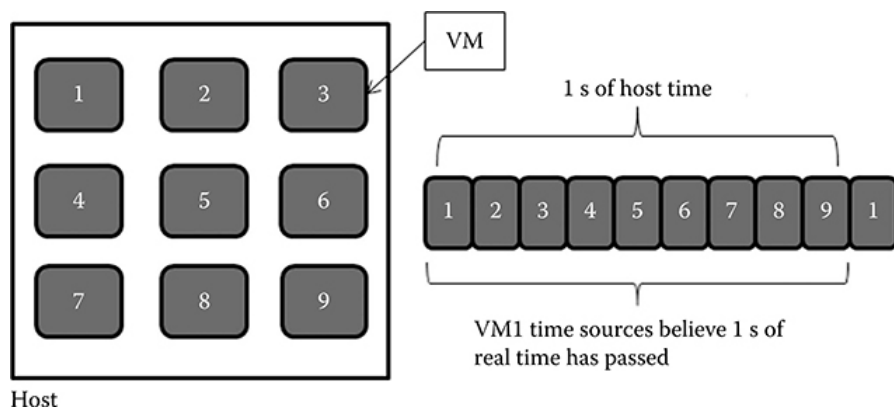 VM
1 2 3
4 5 6
7 8 9
Host
1 s of host time
1 2 3 4 5 6 7 8 9 1
VM1 time sources believe 1 s of
real time has passed